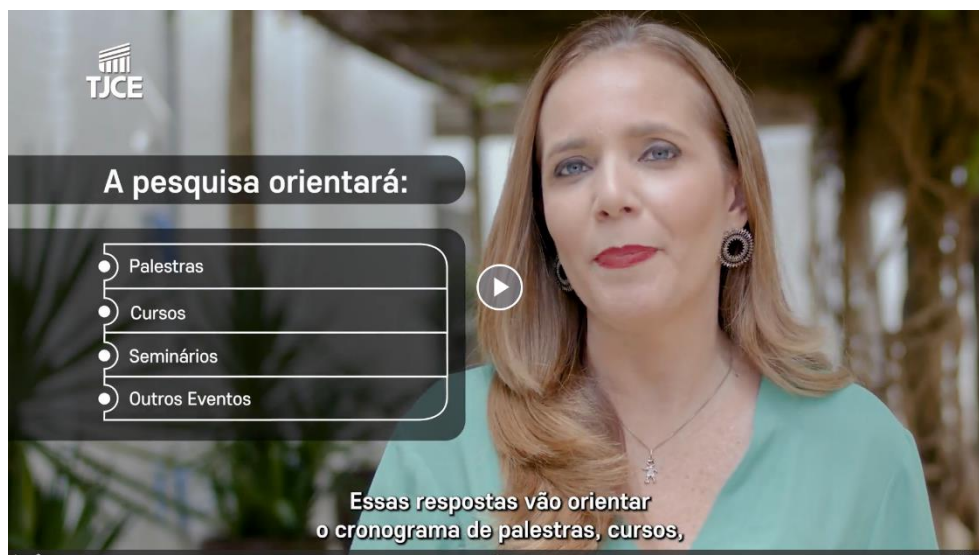 TJCE
A pesquisa orientará:
Palestras
Cursos
Seminários
Outros Eventos
Essas respostas vão orientar
o cronograma de palestras, cursos,